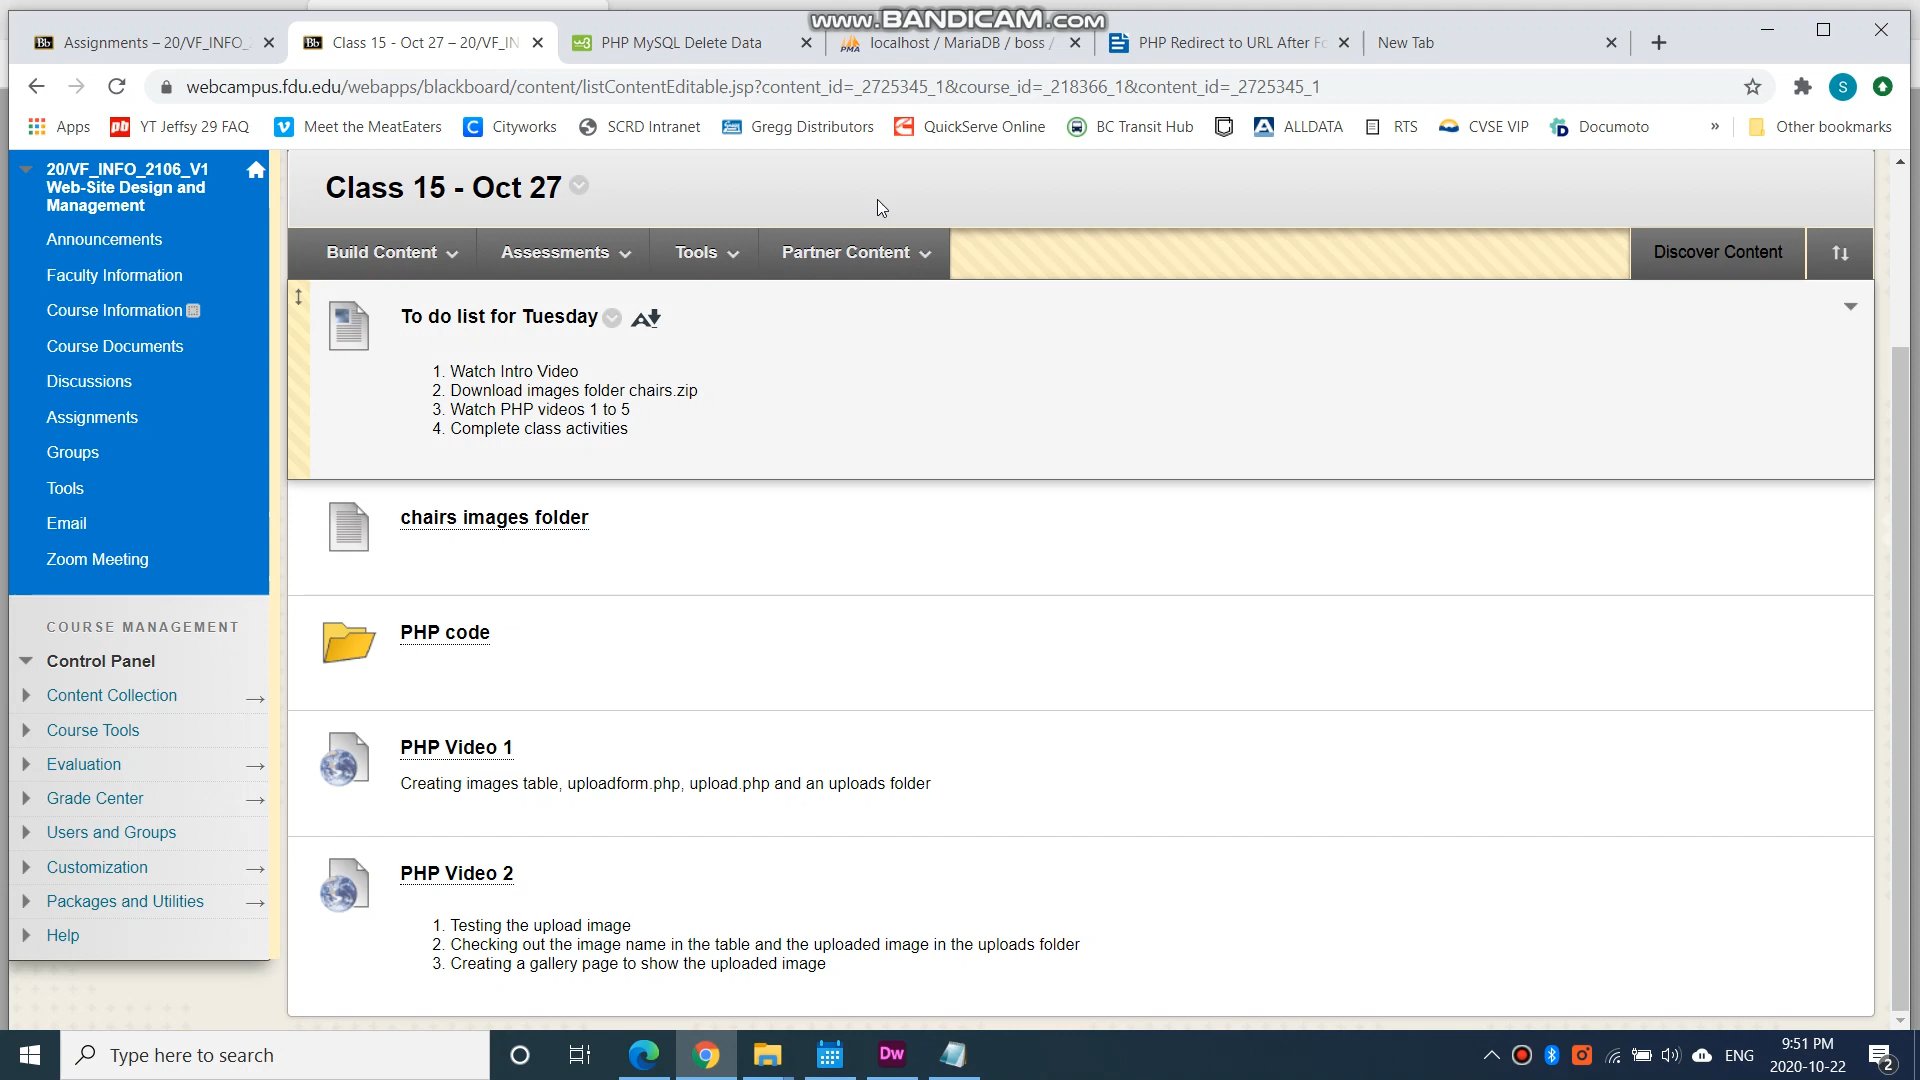 www.BANDICAM.com
Assignments – 20/VF_INFO_
Class 15 - Oct 27 – 20/VF_IN
PHP MySQL Delete Data
localhost / MariaDB / boss /
PHP Redirect to URL After Fo
New Tab
webcampus.fdu.edu/webapps/blackboard/content/listContentEditable.jsp?content_id=_2725345_1&course_id=_218366_1&content_id=_2725345_1
S
Apps
YT Jeffsy 29 FAQ
Meet the MeatEaters
Cityworks
SCRD Intranet
Gregg Distributors
QuickServe Online
BC Transit Hub
ALLDATA
RTS
CVSE VIP
Documoto
»
Other bookmarks
20/VF_INFO_2106_V1
Web-Site Design and
Management
Announcements
Faculty Information
Course Information
Course Documents
Discussions
Assignments
Groups
Tools
Email
Zoom Meeting
COURSE MANAGEMENT
Control Panel
Content Collection
Course Tools
Evaluation
Grade Center
Users and Groups
Customization
Packages and Utilities
Help
Class 15 - Oct 27
Build Content
Assessments
Tools
Partner Content
Discover Content
To do list for Tuesday
1. Watch Intro Video
2. Download images folder chairs.zip
3. Watch PHP videos 1 to 5
4. Complete class activities
chairs images folder
PHP code
PHP Video 1
Creating images table, uploadform.php, upload.php and an uploads folder
PHP Video 2
1. Testing the upload image
2. Checking out the image name in the table and the uploaded image in the uploads folder
3. Creating a gallery page to show the uploaded image
Type here to search
Dw
ENG
9:51 PM
2020-10-22
2